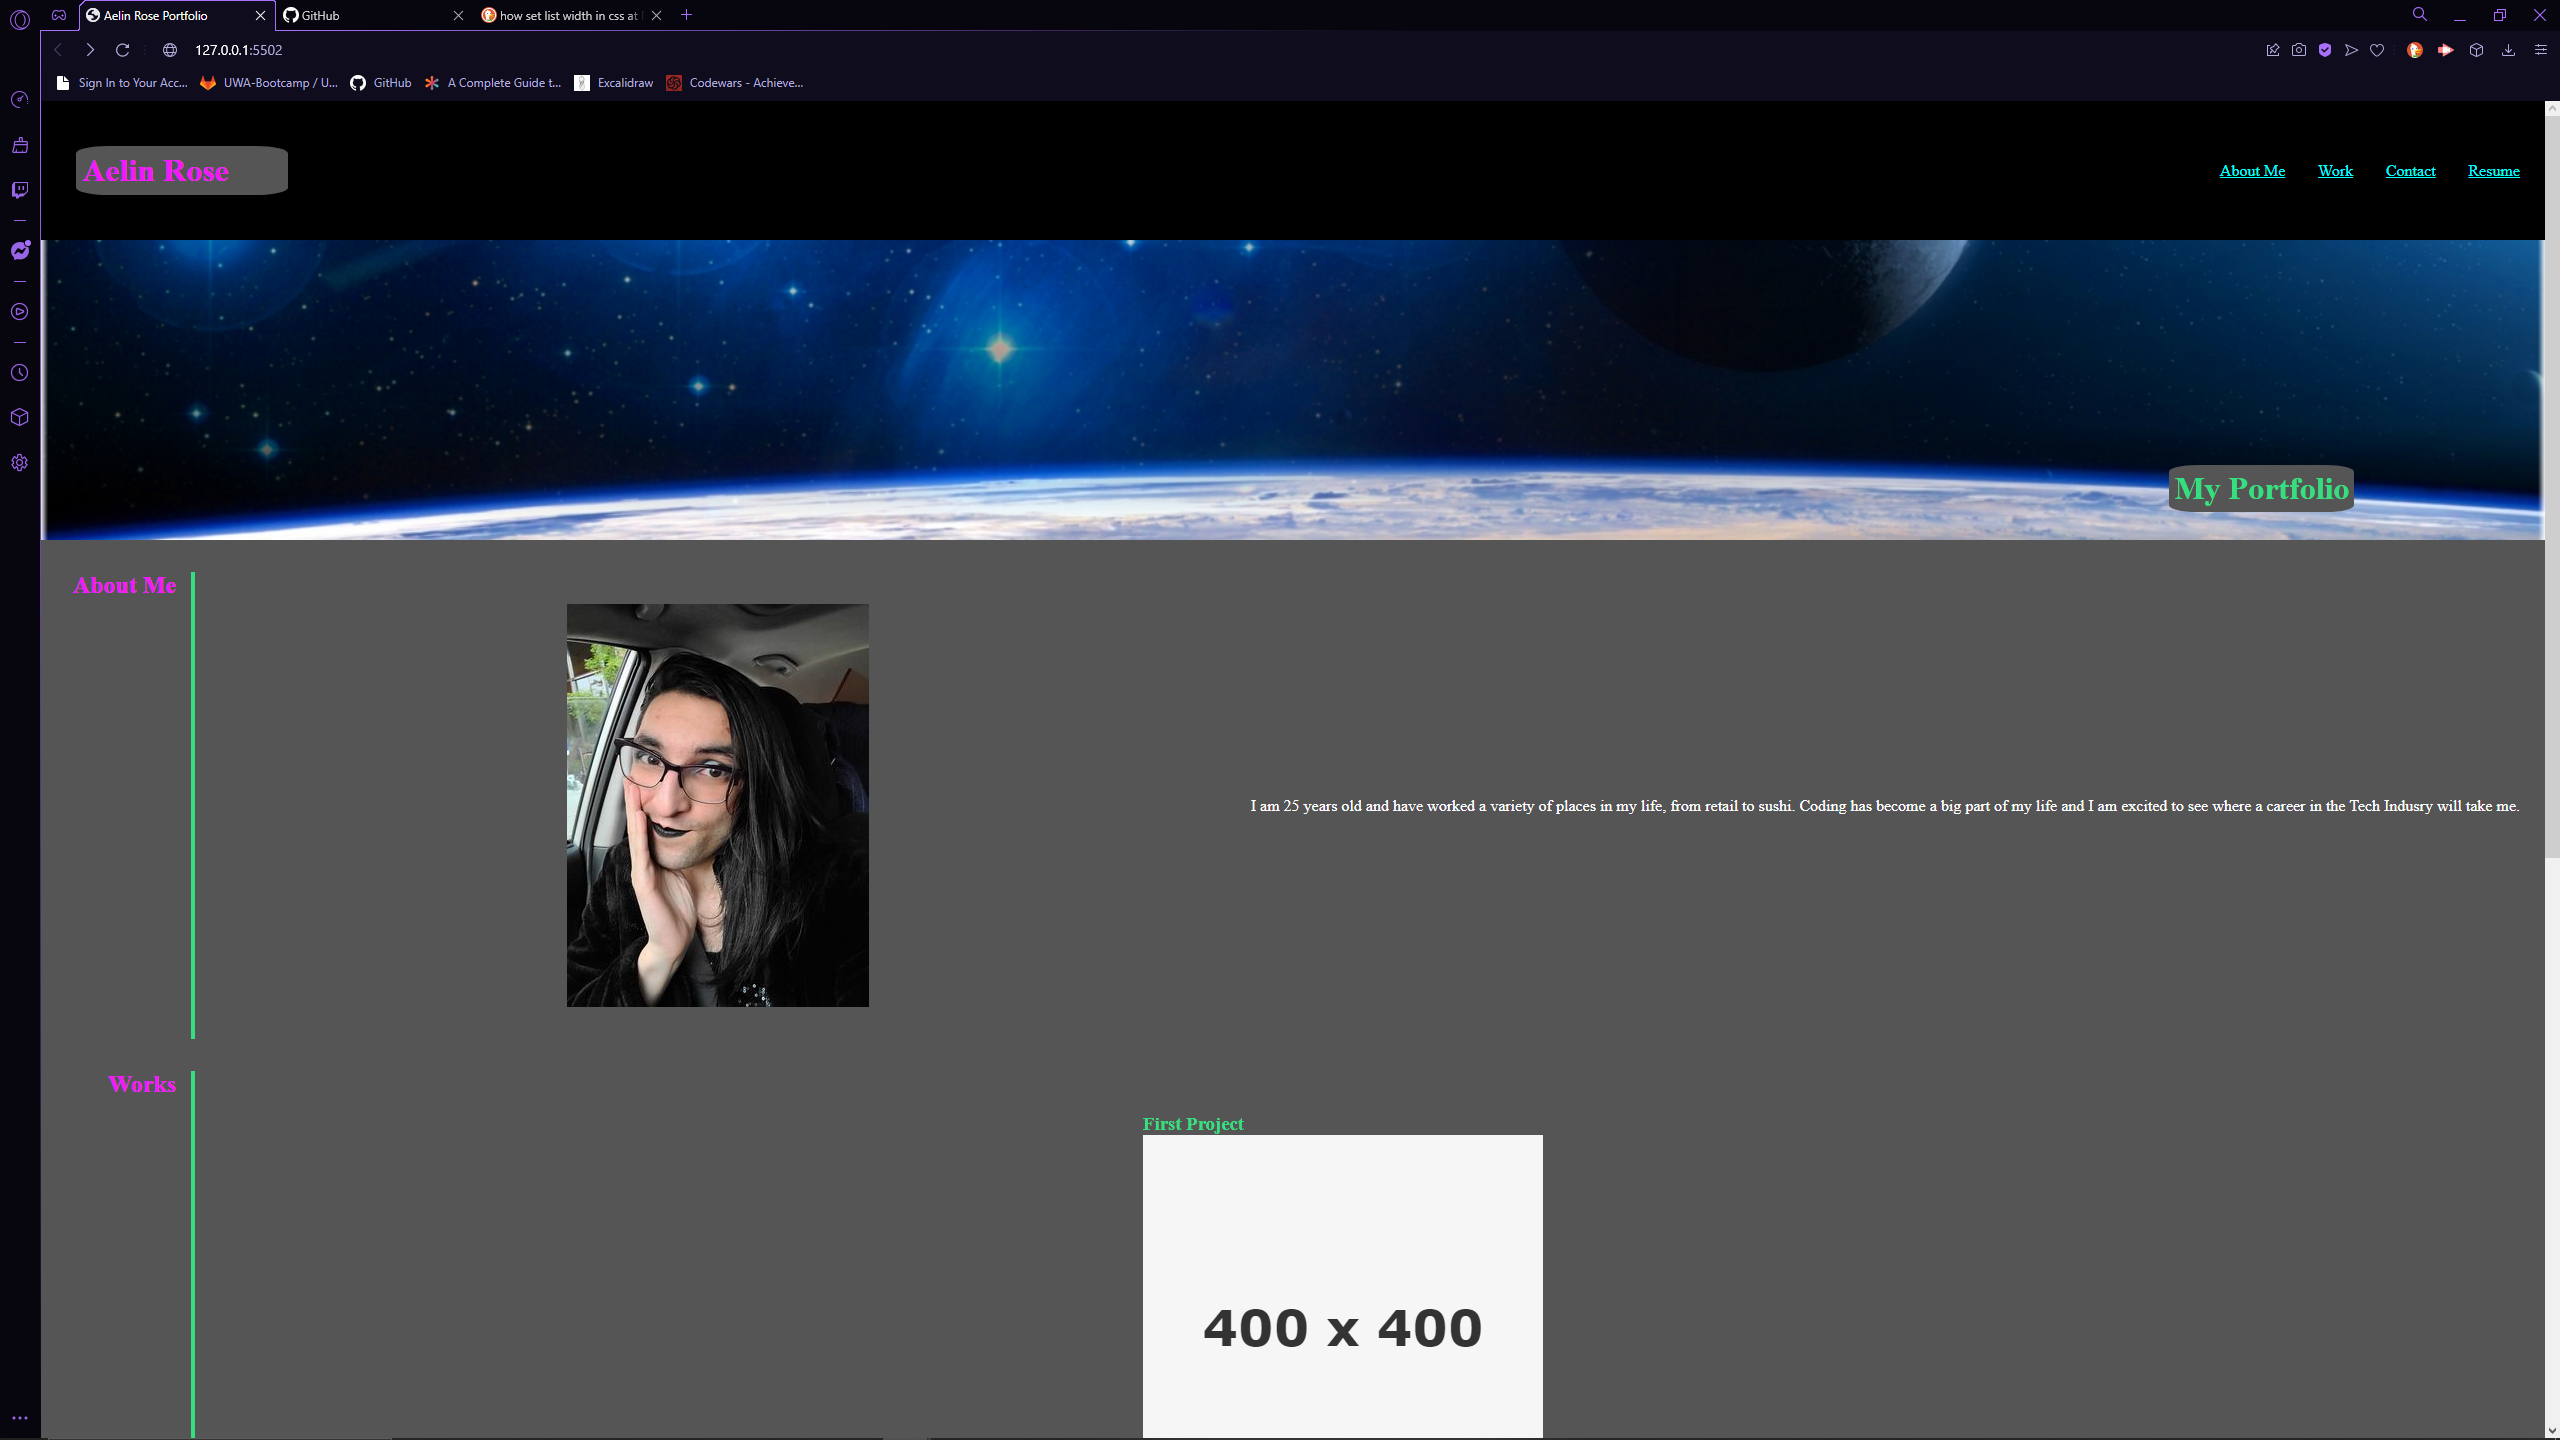 Aelin Rose Portfolio
GitHub
how set list width in css at
127.0.0.1:5502
Sign In to Your Acc...
UWA-Bootcamp / U...
GitHub
A Complete Guide t...
Excalidraw
Codewars - Achieve...
Aelin Rose
About Me
Work
Contact
Resume
My Portfolio
About Me
I am 25 years old and have worked a variety of places in my life, from retail to sushi. Coding has become a big part of my life and I am excited to see where a career in the Tech Indusry will take me.
Works
First Project
400 x 400